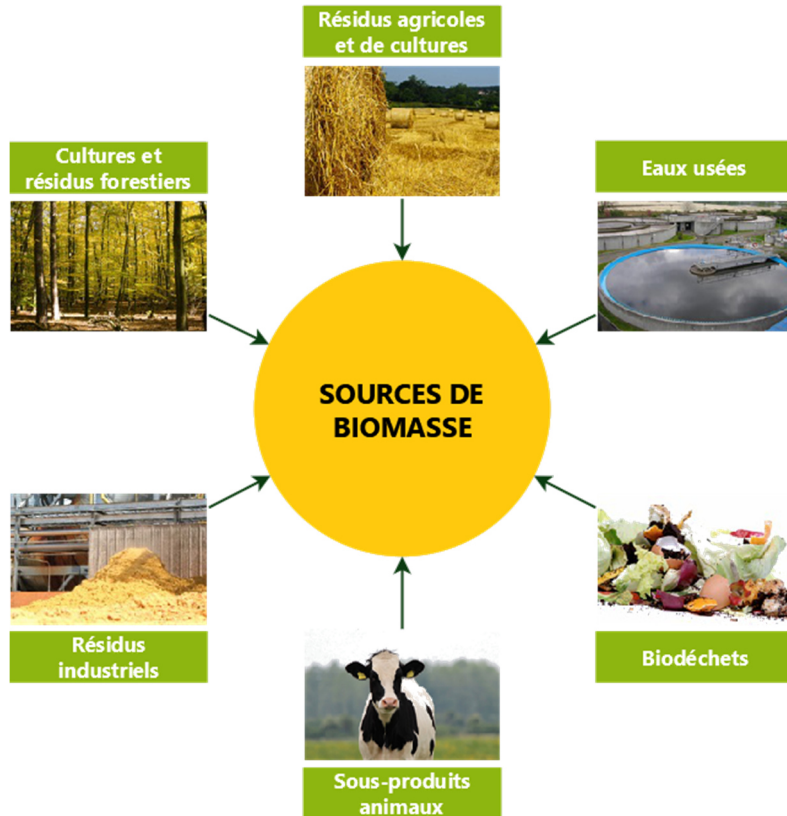 Résidus agricoles
et de cultures
Cultures et
résidus forestiers
Eaux usées
SOURCES DE
BIOMASSE
Résidus
industriels
Biodéchets
Sous-produits
animaux